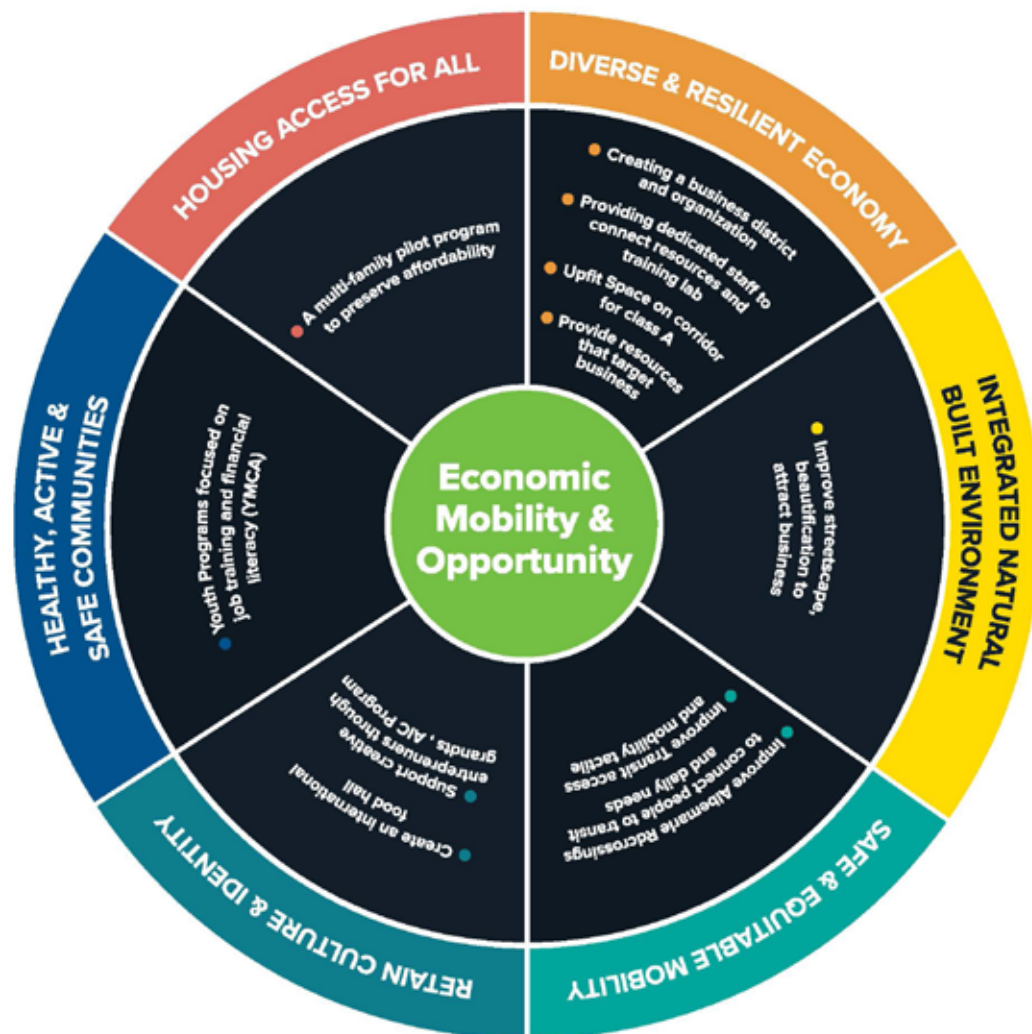 HOUSING ACCESS FOR ALL
A multi-family pilot program
to preserve affordability
DIVERSE & RESILIENT ECONOMY
Creating a business district
and organization
Providing dedicated staff to
connect resources and
training lab
Upfit Space on corridor
for class A
Provide resources
that target
business
INTEGRATED NATURAL
BUILT ENVIRONMENT
Improve streetscape,
beautification to
attract business
SAFE & EQUITABLE MOBILITY
Improve Albemarle Rdcrossings
to connect people to transit
and daily needs
Improve Transit access
and mobility tactile
RETAIN CULTURE & IDENTITY
Create an International
food hall
Support creative
entreprenuers through
grandts, AIC Program
HEALTHY, ACTIVE &
SAFE COMMUNITIES
Youth Programs focused on
job training and financial
literacy (YMCA)
Economic
Mobility &
Opportunity